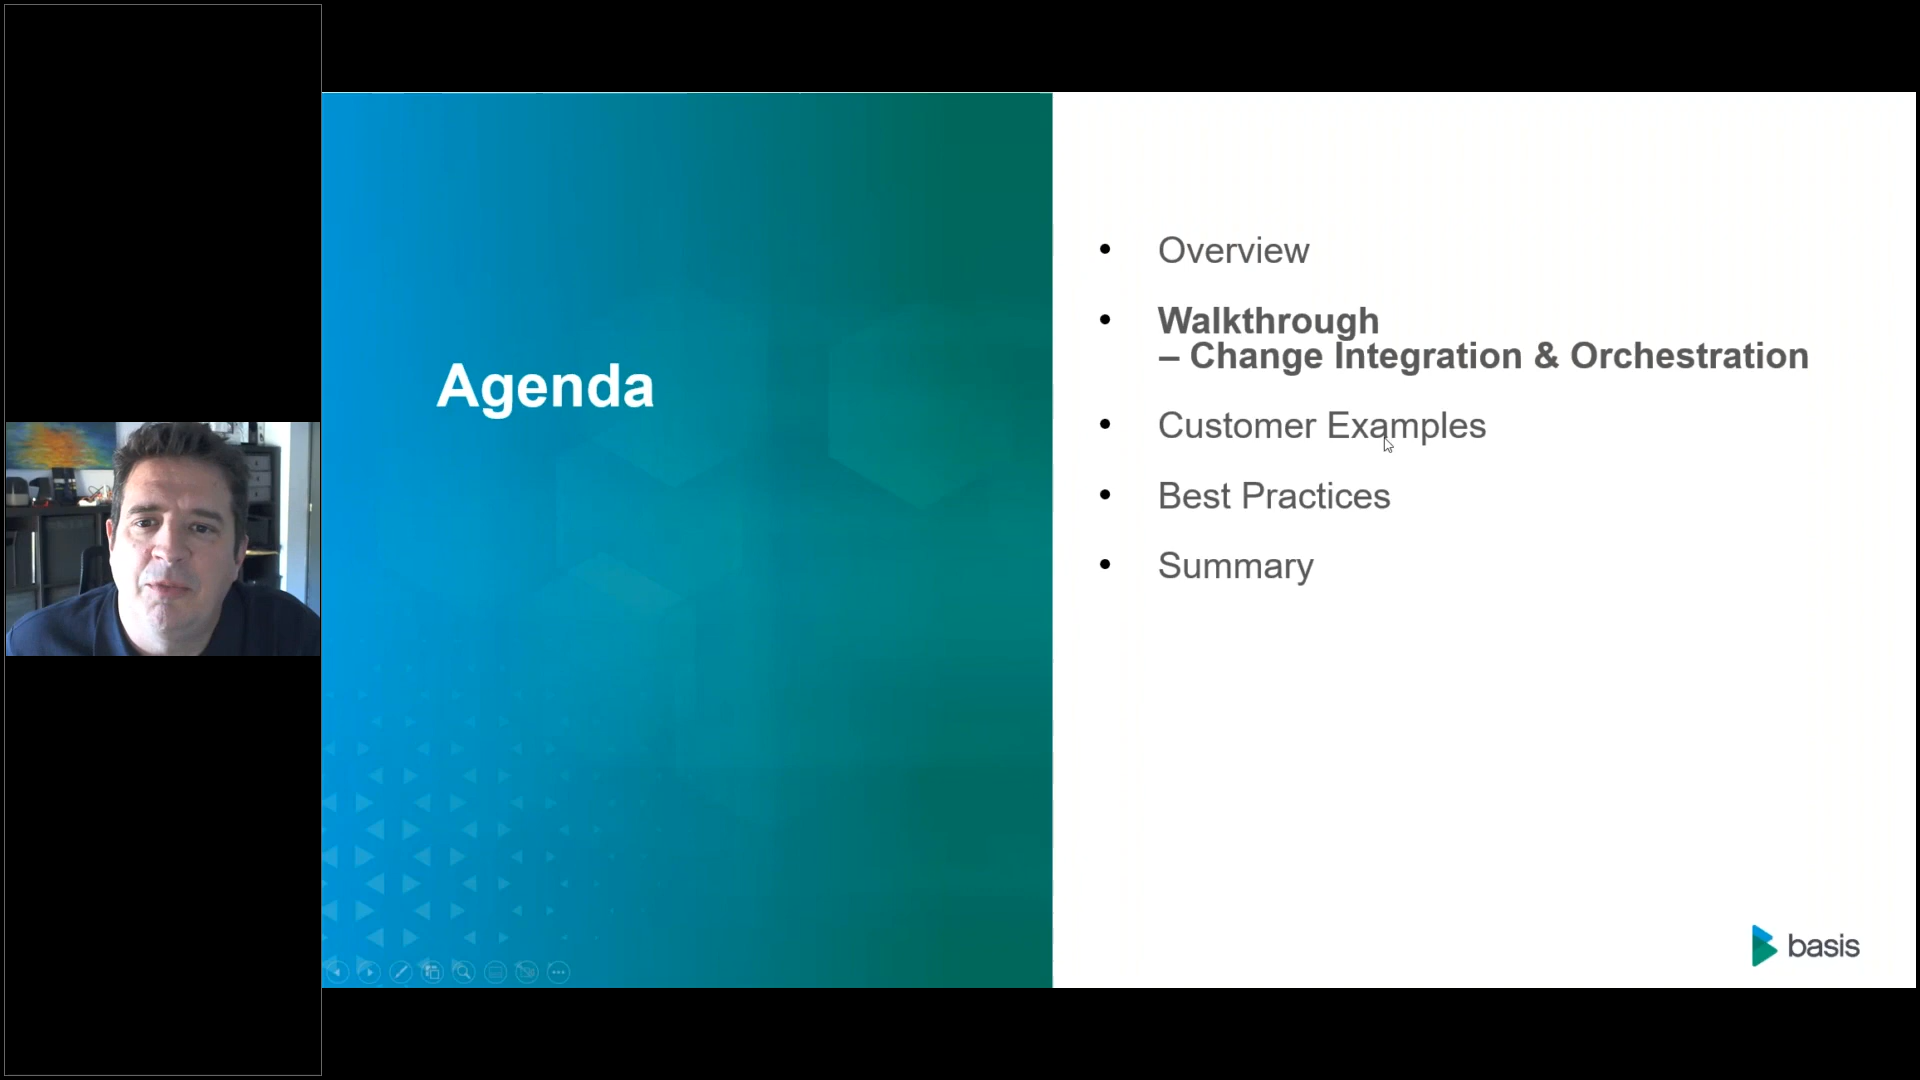 Agenda
• Overview
• Walkthrough
– Change Integration & Orchestration
• Customer Examples
• Best Practices
• Summary
basis